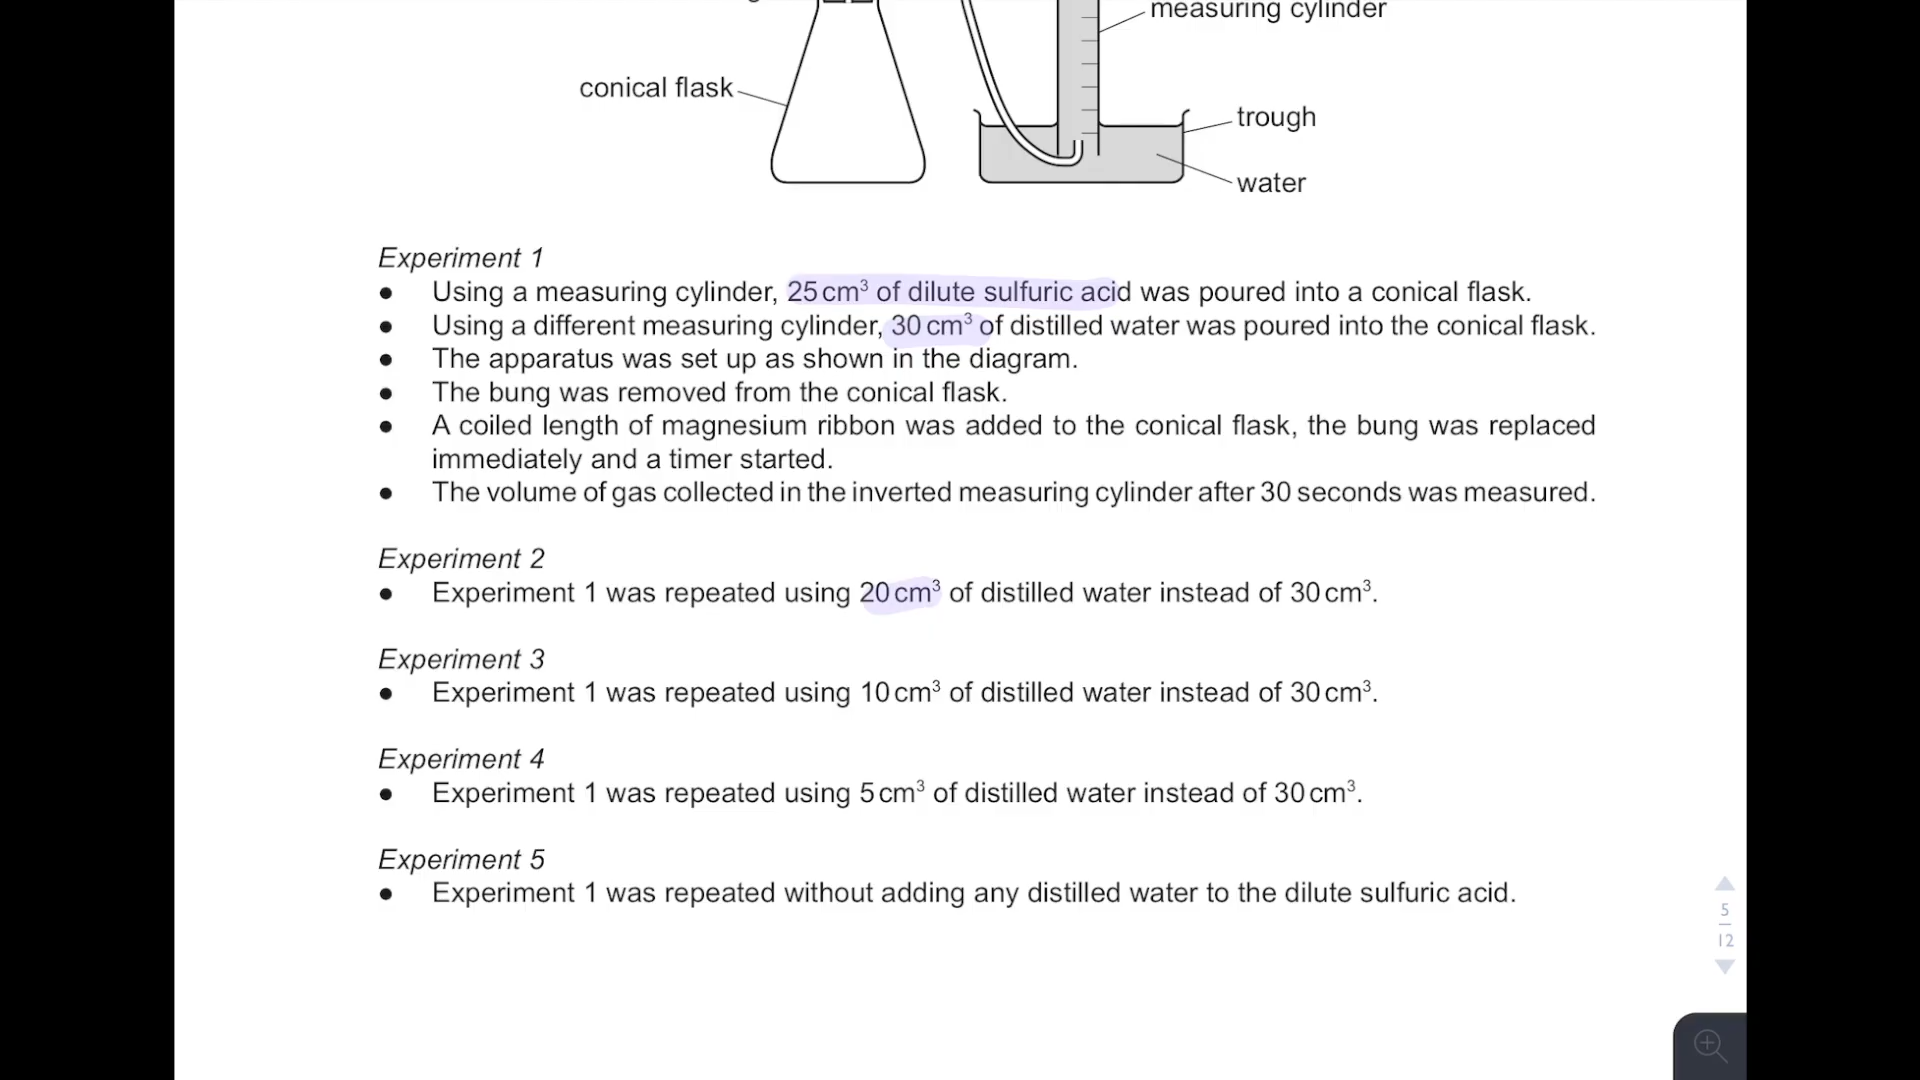 measuring cylinder
conical flask
trough
water
Experiment 1
● Using a measuring cylinder, 25 cm³ of dilute sulfuric acid was poured into a conical flask.
● Using a different measuring cylinder, 30 cm³ of distilled water was poured into the conical flask.
● The apparatus was set up as shown in the diagram.
● The bung was removed from the conical flask.
● A coiled length of magnesium ribbon was added to the conical flask, the bung was replaced
immediately and a timer started.
● The volume of gas collected in the inverted measuring cylinder after 30 seconds was measured.
Experiment 2
● Experiment 1 was repeated using 20 cm³ of distilled water instead of 30 cm³.
Experiment 3
● Experiment 1 was repeated using 10 cm³ of distilled water instead of 30 cm³.
Experiment 4
● Experiment 1 was repeated using 5 cm³ of distilled water instead of 30 cm³.
Experiment 5
● Experiment 1 was repeated without adding any distilled water to the dilute sulfuric acid.
5
12